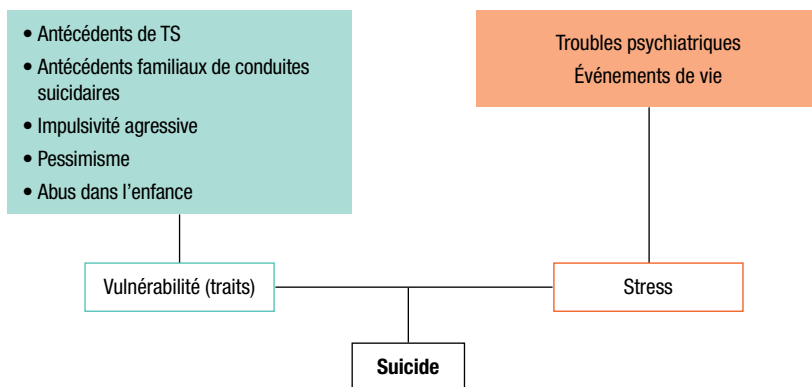 • Antécédents de TS
• Antécédents familiaux de conduites
suicidaires
• Impulsivité agressive
• Pessimisme
• Abus dans l'enfance
Troubles psychiatriques
Événements de vie
Vulnérabilité (traits)
Stress
Suicide